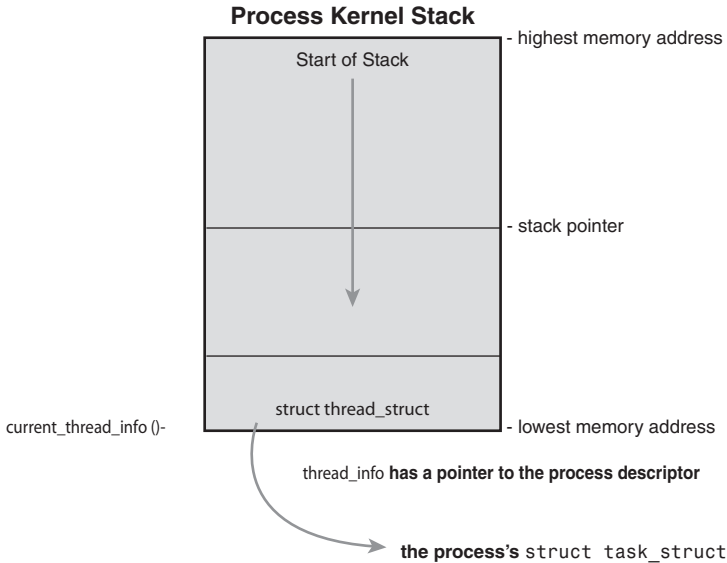 Process Kernel Stack
- highest memory address
Start of Stack
- stack pointer
struct thread_struct
current_thread_info ()-
- lowest memory address
thread_info has a pointer to the process descriptor
the process's struct task_struct